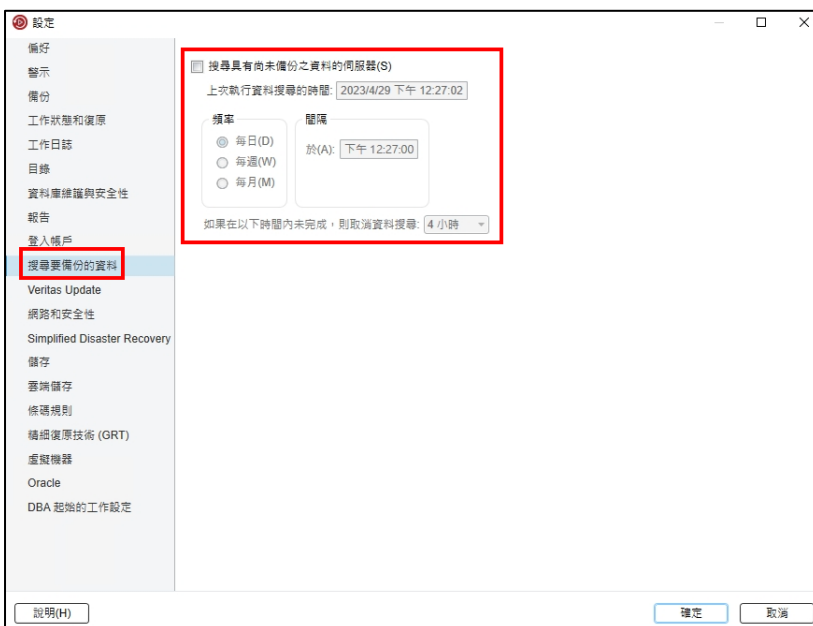 設定
偏好
警示
備份
工作狀態和復原
工作日誌
目錄
資料庫維護與安全性
報告
登入帳戶
搜尋要備份的資料
Veritas Update
網路和安全性
Simplified Disaster Recovery
儲存
雲端儲存
條碼規則
精細復原技術 (GRT)
虛擬機器
Oracle
DBA 起始的工作設定
搜尋具有尚未備份之資料的伺服器(S)
上次執行資料搜尋的時間: 2023/4/29 下午 12:27:02
頻率
每日(D)
每週(W)
每月(M)
間隔
於(A): 下午 12:27:00
如果在以下時間內未完成,則取消資料搜尋: 4 小時
說明(H)
確定
取消